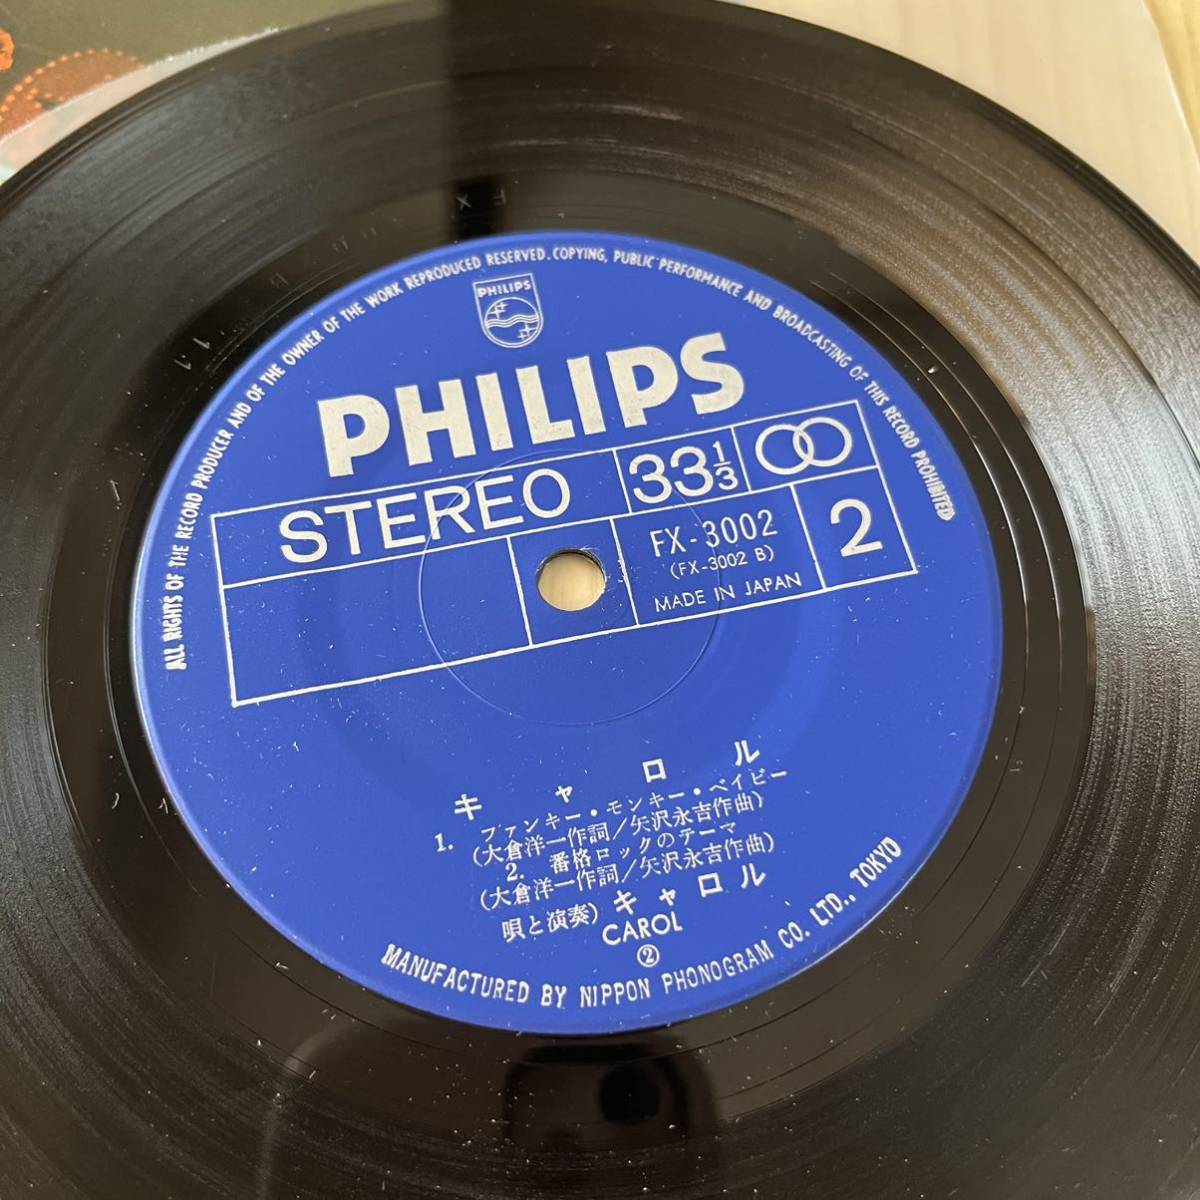 ALL RIGHTS OF THE RECORD PRODUCER AND OF THE OWNER OF THE WORK REPRODUCED RESERVED. COPYING, PUBLIC PERFORMANCE AND BROADCASTING OF THIS RECORD PROHIBITED
PHILIPS
PHILIPS
STEREO 33 1/3
FX-3002
(FX-3002 B)
MADE IN JAPAN
2
キャロル
1. ファンキー・モンキー・ベイビー
(大倉洋一作詞/矢沢永吉作曲)
2. 番格ロックのテーマ
(大倉洋一作詞/矢沢永吉作曲)
唄と演奏) キャロル
CAROL
②
MANUFACTURED BY NIPPON PHONOGRAM CO. LTD., TOKYO